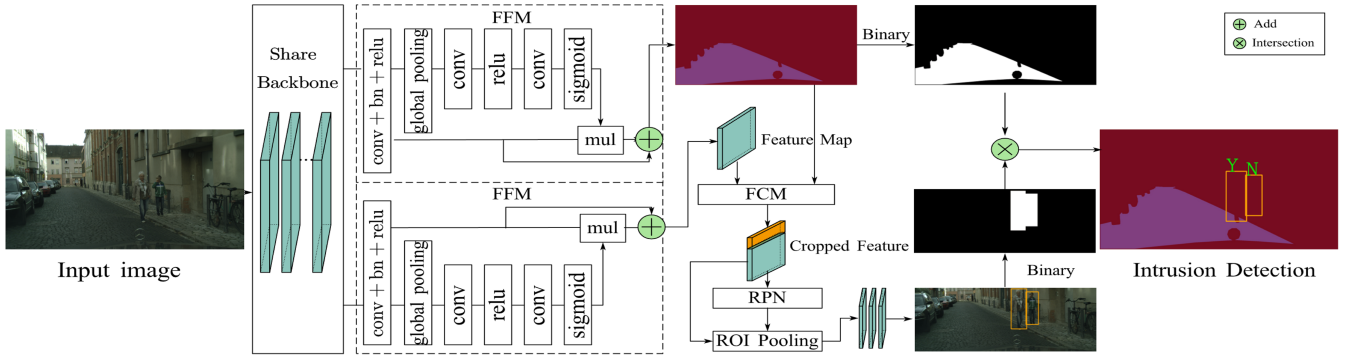 Share
Backbone
Input image
FFM
conv + bn + relu
global pooling
conv
relu
conv
sigmoid
mul
FFM
conv + bn + relu
global pooling
conv
relu
conv
sigmoid
mul
Binary
Feature Map
FCM
Cropped Feature
RPN
ROI Pooling
Binary
Add
Intersection
Y N
Intrusion Detection